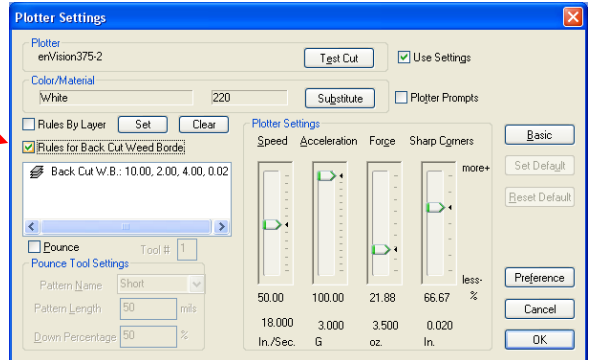 Plotter Settings
Plotter
enVision375-2
Test Cut
Use Settings
Color/Material
White 220
Substitute
Plotter Prompts
Rules By Layer Set Clear
Rules for Back Cut Weed Borde
Back Cut W.B.: 10.00, 2.00, 4.00, 0.02
Pounce Tool # 1
Pounce Tool Settings
Pattern Name Short
Pattern Length 50 mils
Down Percentage 50 %
Plotter Settings
Speed Acceleration Force Sharp Corners
more+
less-
50.00 100.00 21.88 66.67 %
18.000 3.000 3.500 0.020
In./Sec. G oz. In.
Basic
Set Default
Reset Default
Preference
Cancel
OK